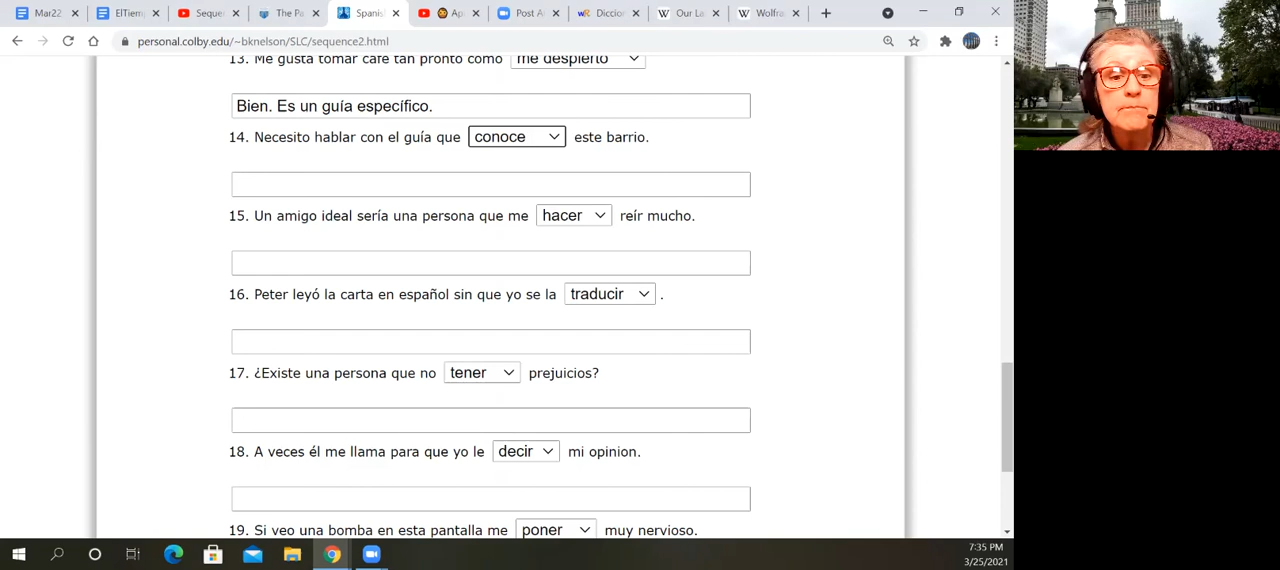 Mar22
ElTiem
Seque
The Pa
Spanis
Ap
Post A
wR Diccior
W Our La
W Wolfra
personal.colby.edu/~bknelson/SLC/sequence2.html
13. Me gusta tomar café tan pronto como me despierto
Bien. Es un guía específico.
14. Necesito hablar con el guía que conoce este barrio.
15. Un amigo ideal sería una persona que me hacer reír mucho.
16. Peter leyó la carta en español sin que yo se la traducir .
17. ¿Existe una persona que no tener prejuicios?
18. A veces él me llama para que yo le decir mi opinion.
19. Si veo una bomba en esta pantalla me poner muy nervioso.
7:35 PM
3/25/2021